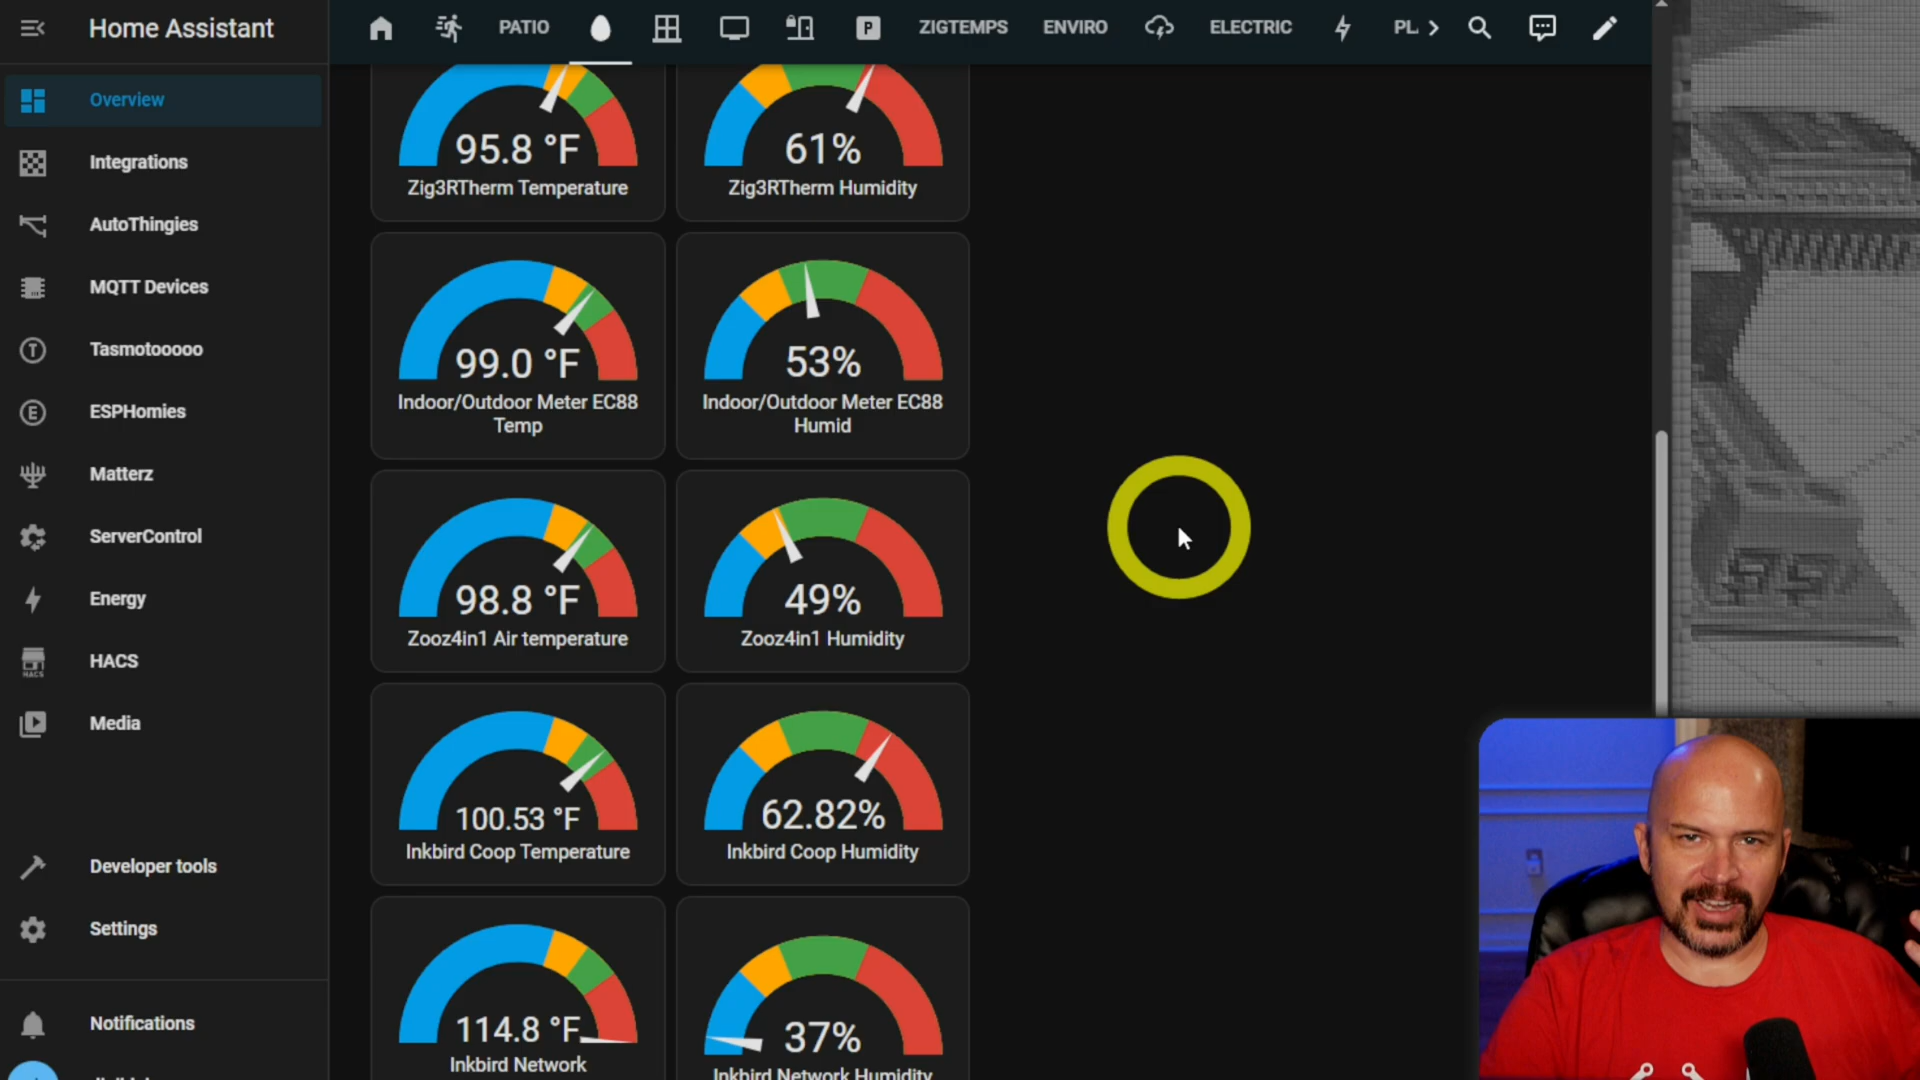 Home Assistant
PATIO
P
ZIGTEMPS
ENVIRO
ELECTRIC
PL
Overview
Integrations
AutoThingies
MQTT Devices
T
Tasmotooooo
E
ESPHomies
Matterz
ServerControl
Energy
HACS
HACS
Media
Developer tools
Settings
Notifications
95.8 °F
Zig3RTherm Temperature
61%
Zig3RTherm Humidity
99.0 °F
Indoor/Outdoor Meter EC88
Temp
53%
Indoor/Outdoor Meter EC88
Humid
98.8 °F
Zooz4in1 Air temperature
49%
Zooz4in1 Humidity
100.53 °F
Inkbird Coop Temperature
62.82%
Inkbird Coop Humidity
114.8 °F
Inkbird Network
37%
Inkbird Network Humidity